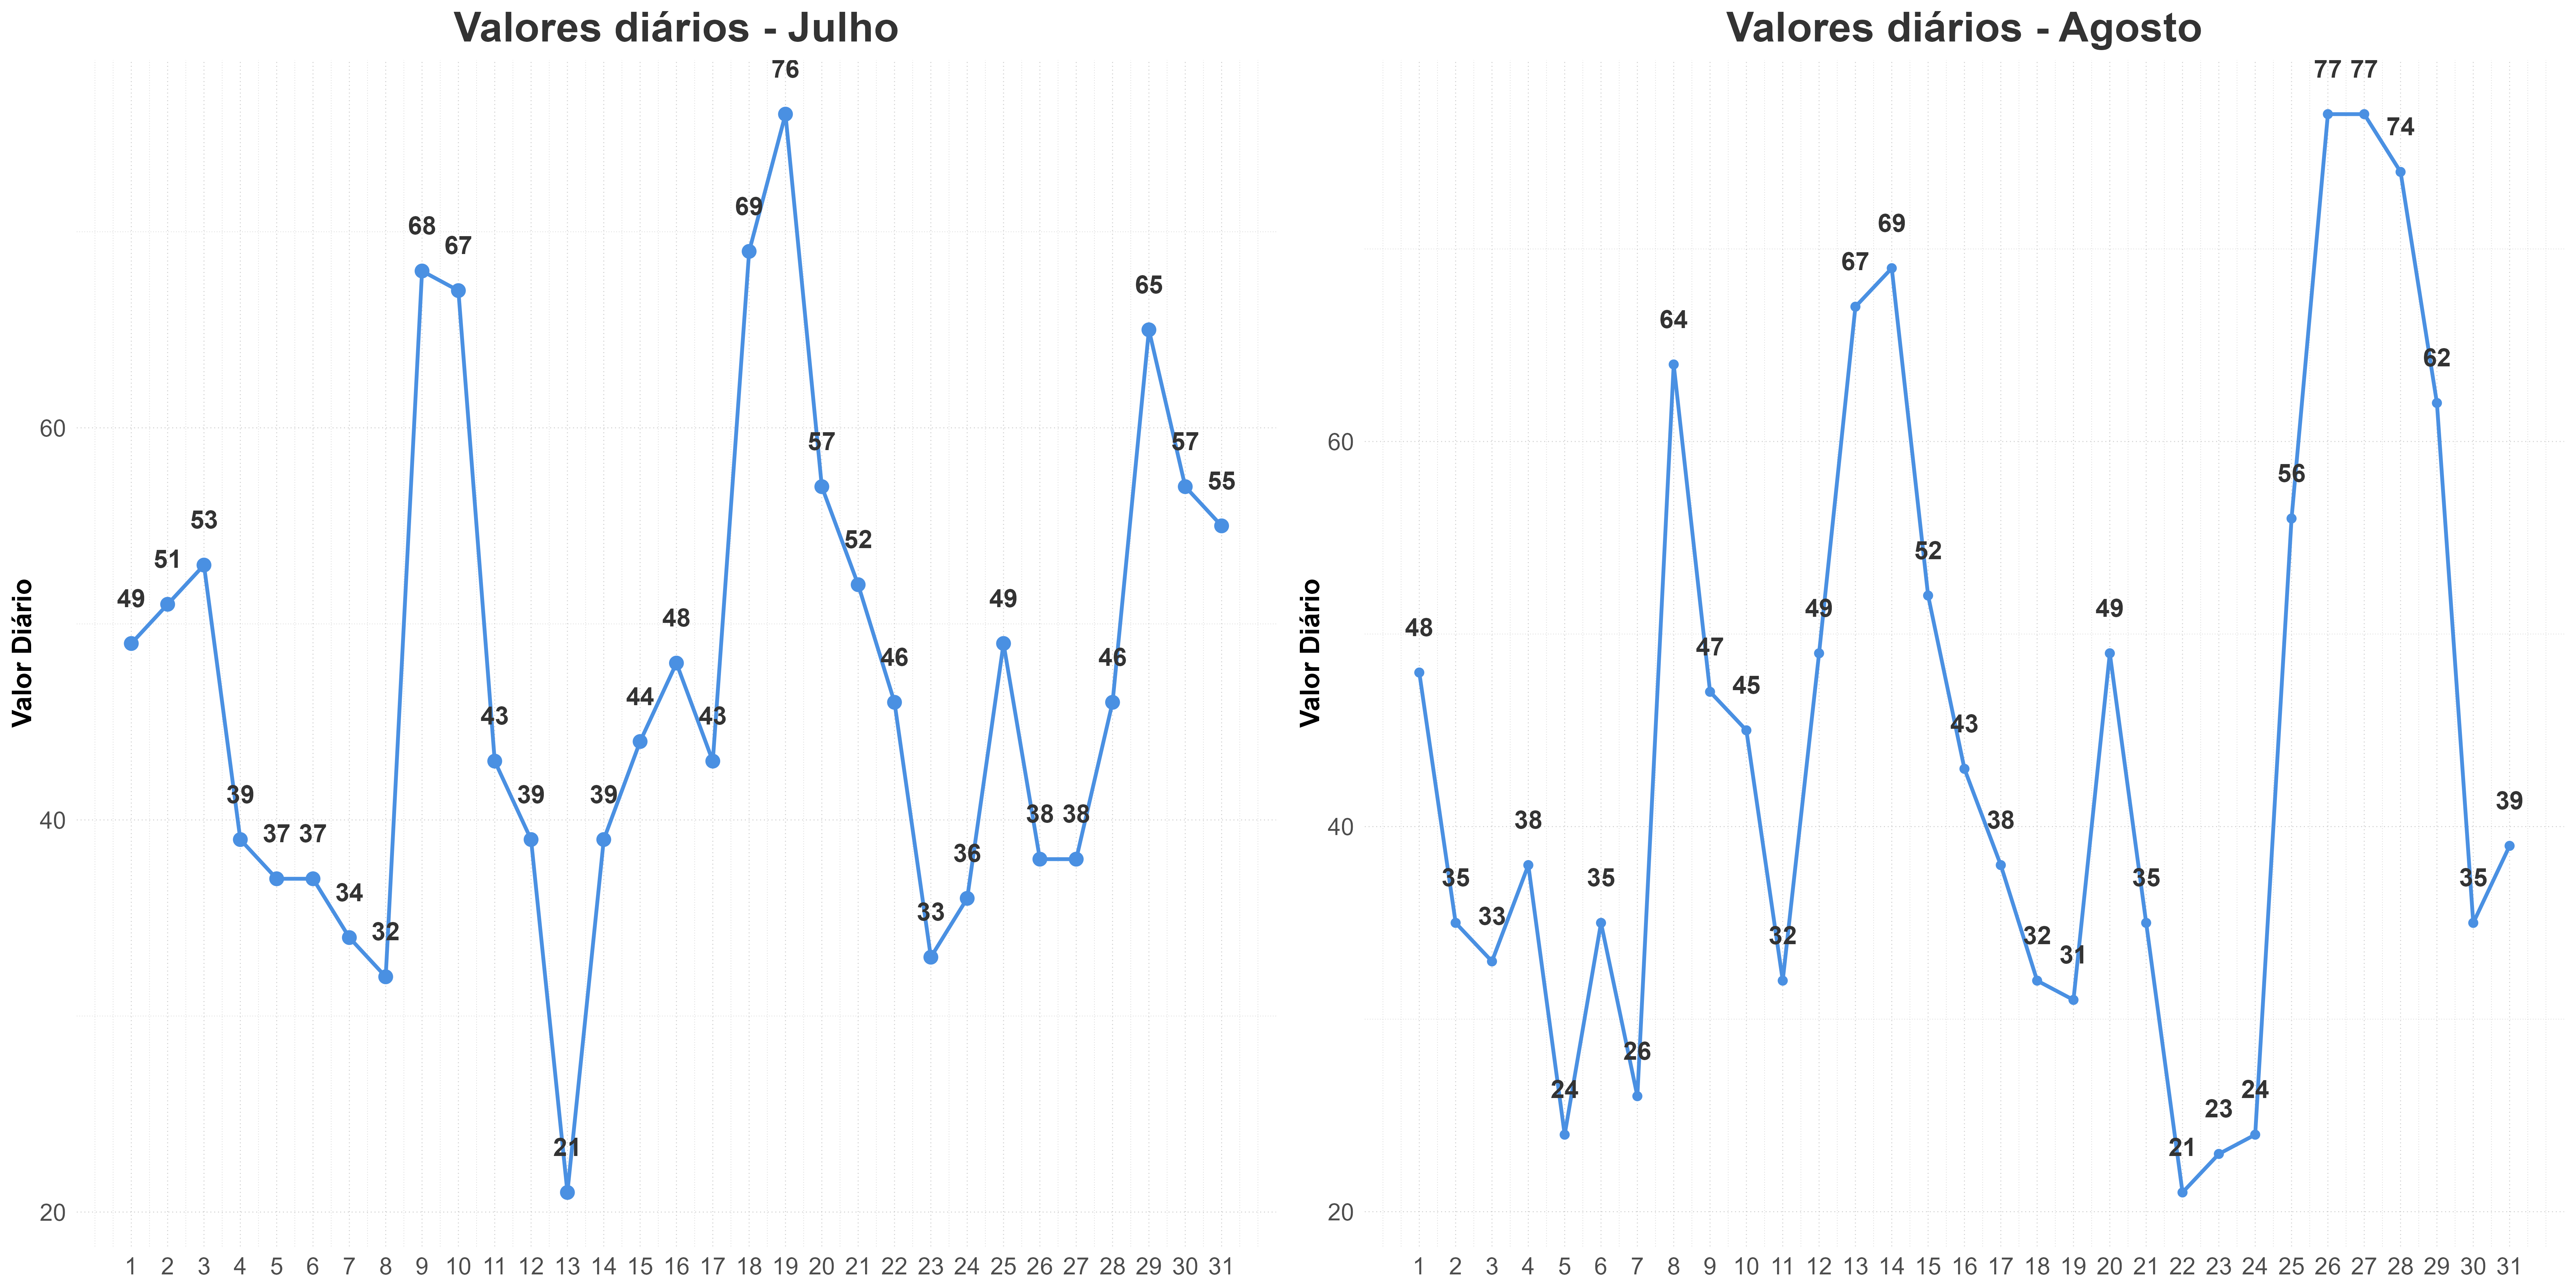 Valores diários - Julho
Valor Diário
60
40
20
49 51 53 39 37 37 34 32 68 67 43 39 21 39 44 48 43 69 76 57 52 46 33 36 49 38 38 46 65 57 55
1 2 3 4 5 6 7 8 9 10 11 12 13 14 15 16 17 18 19 20 21 22 23 24 25 26 27 28 29 30 31
Valores diários - Agosto
Valor Diário
60
40
20
48 35 33 38 24 35 26 64 47 45 32 49 67 69 52 43 38 32 31 49 35 21 23 24 56 77 77 74 62 35 39
1 2 3 4 5 6 7 8 9 10 11 12 13 14 15 16 17 18 19 20 21 22 23 24 25 26 27 28 29 30 31